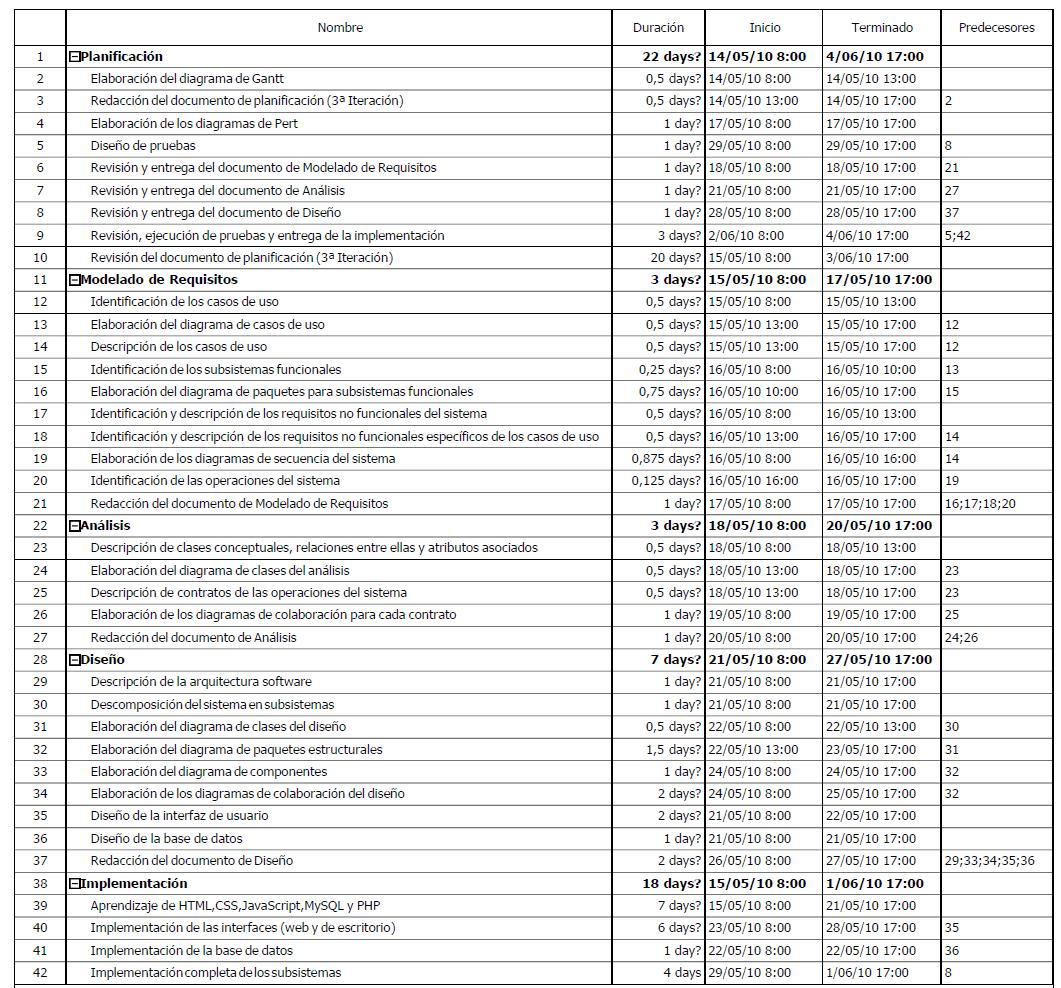 Nombre Duración Inicio Terminado Predecesores
1 Planificación 22 days? 14/05/10 8:00 4/06/10 17:00
2 Elaboración del diagrama de Gantt 0,5 days? 14/05/10 8:00 14/05/10 13:00
3 Redacción del documento de planificación (3ª Iteración) 0,5 days? 14/05/10 13:00 14/05/10 17:00 2
4 Elaboración de los diagramas de Pert 1 day? 17/05/10 8:00 17/05/10 17:00
5 Diseño de pruebas 1 day? 29/05/10 8:00 29/05/10 17:00 8
6 Revisión y entrega del documento de Modelado de Requisitos 1 day? 18/05/10 8:00 18/05/10 17:00 21
7 Revisión y entrega del documento de Análisis 1 day? 21/05/10 8:00 21/05/10 17:00 27
8 Revisión y entrega del documento de Diseño 1 day? 28/05/10 8:00 28/05/10 17:00 37
9 Revisión, ejecución de pruebas y entrega de la implementación 3 days? 2/06/10 8:00 4/06/10 17:00 5;42
10 Revisión del documento de planificación (3ª Iteración) 20 days? 15/05/10 8:00 3/06/10 17:00
11 Modelado de Requisitos 3 days? 15/05/10 8:00 17/05/10 17:00
12 Identificación de los casos de uso 0,5 days? 15/05/10 8:00 15/05/10 13:00
13 Elaboración del diagrama de casos de uso 0,5 days? 15/05/10 13:00 15/05/10 17:00 12
14 Descripción de los casos de uso 0,5 days? 15/05/10 13:00 15/05/10 17:00 12
15 Identificación de los subsistemas funcionales 0,25 days? 16/05/10 8:00 16/05/10 10:00 13
16 Elaboración del diagrama de paquetes para subsistemas funcionales 0,75 days? 16/05/10 10:00 16/05/10 17:00 15
17 Identificación y descripción de los requisitos no funcionales del sistema 0,5 days? 16/05/10 8:00 16/05/10 13:00
18 Identificación y descripción de los requisitos no funcionales específicos de los casos de uso 0,5 days? 16/05/10 13:00 16/05/10 17:00 14
19 Elaboración de los diagramas de secuencia del sistema 0,875 days? 16/05/10 8:00 16/05/10 16:00 14
20 Identificación de las operaciones del sistema 0,125 days? 16/05/10 16:00 16/05/10 17:00 19
21 Redacción del documento de Modelado de Requisitos 1 day? 17/05/10 8:00 17/05/10 17:00 16;17;18;20
22 Análisis 3 days? 18/05/10 8:00 20/05/10 17:00
23 Descripción de clases conceptuales, relaciones entre ellas y atributos asociados 0,5 days? 18/05/10 8:00 18/05/10 13:00
24 Elaboración del diagrama de clases del análisis 0,5 days? 18/05/10 13:00 18/05/10 17:00 23
25 Descripción de contratos de las operaciones del sistema 0,5 days? 18/05/10 13:00 18/05/10 17:00 23
26 Elaboración de los diagramas de colaboración para cada contrato 1 day? 19/05/10 8:00 19/05/10 17:00 25
27 Redacción del documento de Análisis 1 day? 20/05/10 8:00 20/05/10 17:00 24;26
28 Diseño 7 days? 21/05/10 8:00 27/05/10 17:00
29 Descripción de la arquitectura software 1 day? 21/05/10 8:00 21/05/10 17:00
30 Descomposición del sistema en subsistemas 1 day? 21/05/10 8:00 21/05/10 17:00
31 Elaboración del diagrama de clases del diseño 0,5 days? 22/05/10 8:00 22/05/10 13:00 30
32 Elaboración del diagrama de paquetes estructurales 1,5 days? 22/05/10 13:00 23/05/10 17:00 31
33 Elaboración del diagrama de componentes 1 day? 24/05/10 8:00 24/05/10 17:00 32
34 Elaboración de los diagramas de colaboración del diseño 2 days? 24/05/10 8:00 25/05/10 17:00 32
35 Diseño de la interfaz de usuario 2 days? 21/05/10 8:00 22/05/10 17:00
36 Diseño de la base de datos 1 day? 21/05/10 8:00 21/05/10 17:00
37 Redacción del documento de Diseño 2 days? 26/05/10 8:00 27/05/10 17:00 29;33;34;35;36
38 Implementación 18 days? 15/05/10 8:00 1/06/10 17:00
39 Aprendizaje de HTML,CSS,JavaScript,MySQL y PHP 7 days? 15/05/10 8:00 21/05/10 17:00
40 Implementación de las interfaces (web y de escritorio) 6 days? 23/05/10 8:00 28/05/10 17:00 35
41 Implementación de la base de datos 1 day? 22/05/10 8:00 22/05/10 17:00 36
42 Implementación completa de los subsistemas 4 days 29/05/10 8:00 1/06/10 17:00 8